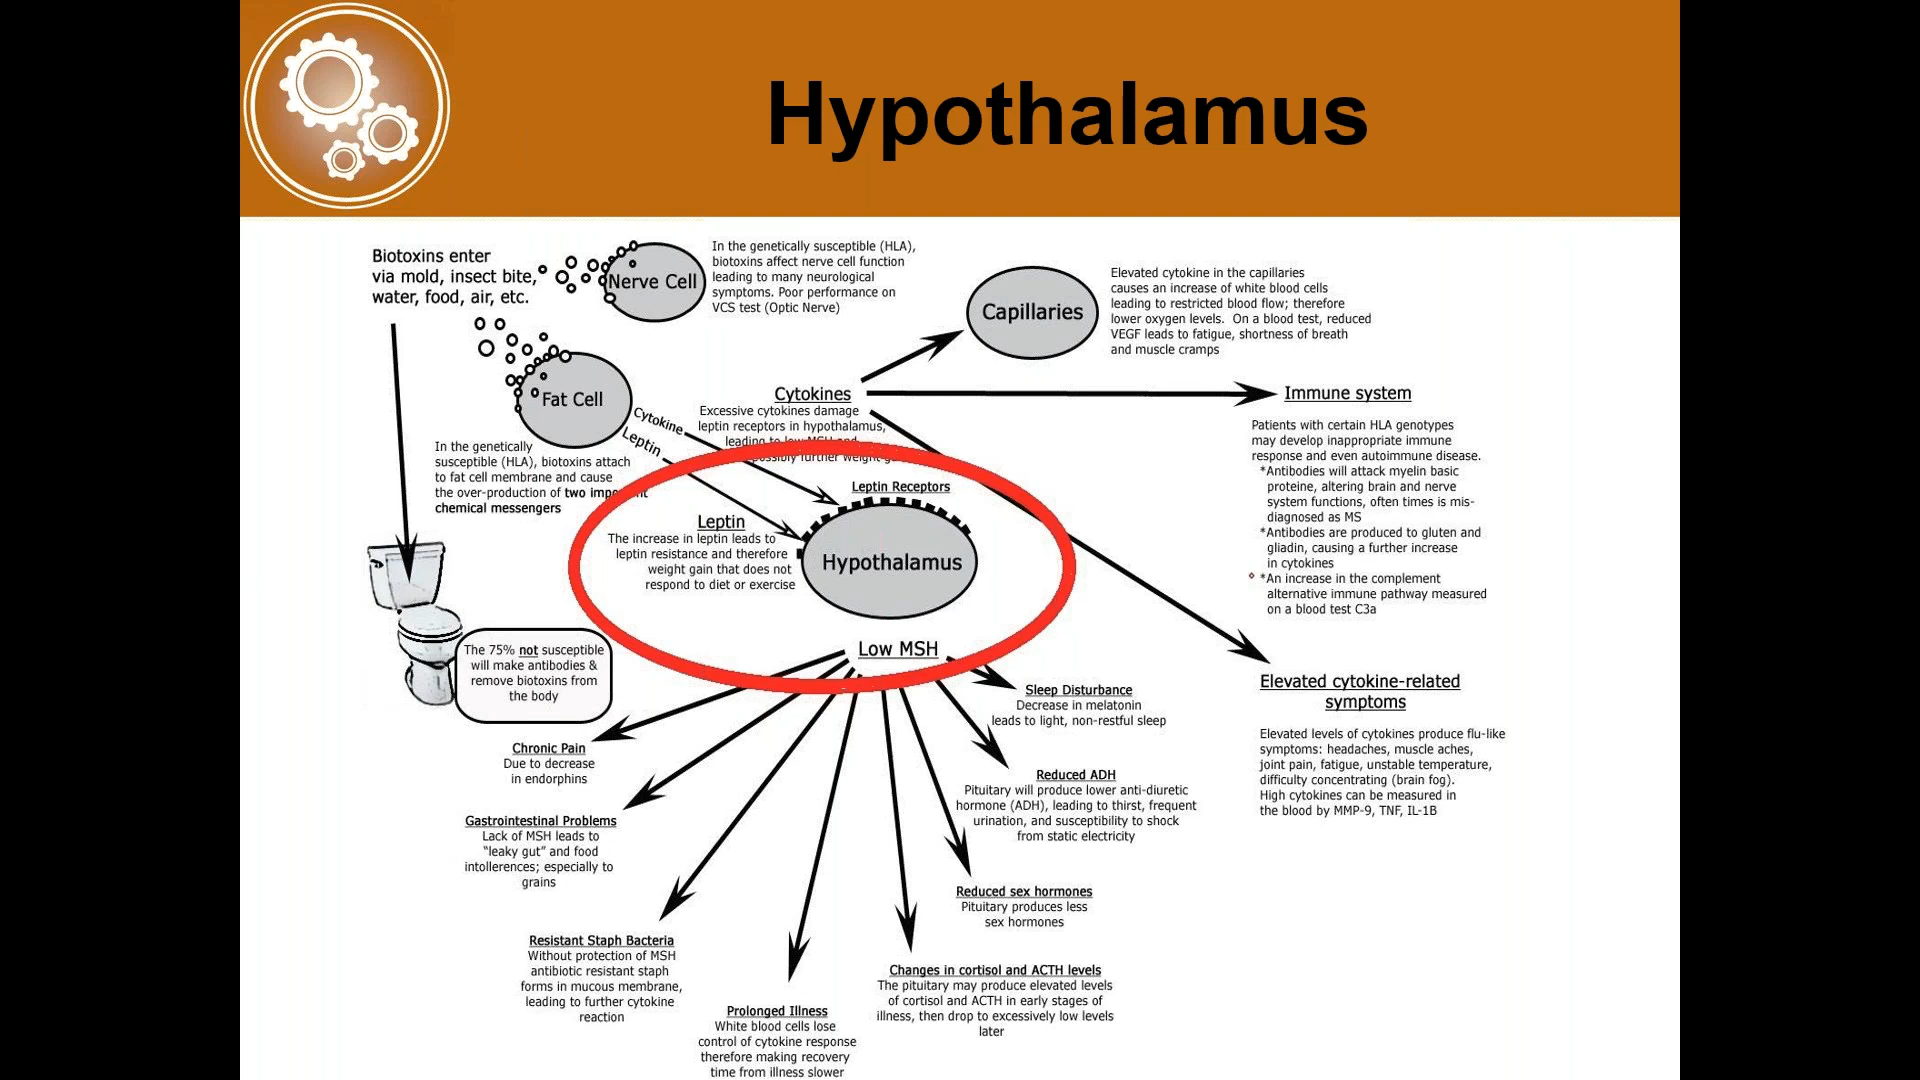 Hypothalamus
Biotoxins enter
via mold, insect bite,
water, food, air, etc.
Nerve Cell
In the genetically susceptible (HLA),
biotoxins affect nerve cell function
leading to many neurological
symptoms. Poor performance on
VCS test (Optic Nerve)
Capillaries
Elevated cytokine in the capillaries
causes an increase of white blood cells
leading to restricted blood flow; therefore
lower oxygen levels. On a blood test, reduced
VEGF leads to fatigue, shortness of breath
and muscle cramps
Fat Cell
Cytokine
Leptin
In the genetically
susceptible (HLA), biotoxins attach
to fat cell membrane and cause
the over-production of two
chemical messengers
Cytokines
Excessive cytokines damage
leptin receptors in hypothalamus,
leading to low MSH and
possibly further weight
Immune system
Patients with certain HLA genotypes
may develop inappropriate immune
response and even autoimmune disease.
*Antibodies will attack myelin basic
proteine, altering brain and nerve
system functions, often times is mis-
diagnosed as MS
*Antibodies are produced to gluten and
gliadin, causing a further increase
in cytokines
*An increase in the complement
alternative immune pathway measured
on a blood test C3a
Leptin Receptors
Leptin
The increase in leptin leads to
leptin resistance and therefore
weight gain that does not
respond to diet or exercise
Hypothalamus
The 75% not susceptible
will make antibodies &
remove biotoxins from
the body
Low MSH
Elevated cytokine-related
symptoms
Elevated levels of cytokines produce flu-like
symptoms: headaches, muscle aches,
joint pain, fatigue, unstable temperature,
difficulty concentrating (brain fog).
High cytokines can be measured in
the blood by MMP-9, TNF, IL-1B
Sleep Disturbance
Decrease in melatonin
leads to light, non-restful sleep
Chronic Pain
Due to decrease
in endorphins
Reduced ADH
Pituitary will produce lower anti-diuretic
hormone (ADH), leading to thirst, frequent
urination, and susceptibility to shock
from static electricity
Gastrointestinal Problems
Lack of MSH leads to
"leaky gut" and food
intollerences; especially to
grains
Reduced sex hormones
Pituitary produces less
sex hormones
Resistant Staph Bacteria
Without protection of MSH
antibiotic resistant staph
forms in mucous membrane,
leading to further cytokine
reaction
Changes in cortisol and ACTH levels
The pituitary may produce elevated levels
of cortisol and ACTH in early stages of
illness, then drop to excessively low levels
later
Prolonged Illness
White blood cells lose
control of cytokine response
therefore making recovery
time from illness slower